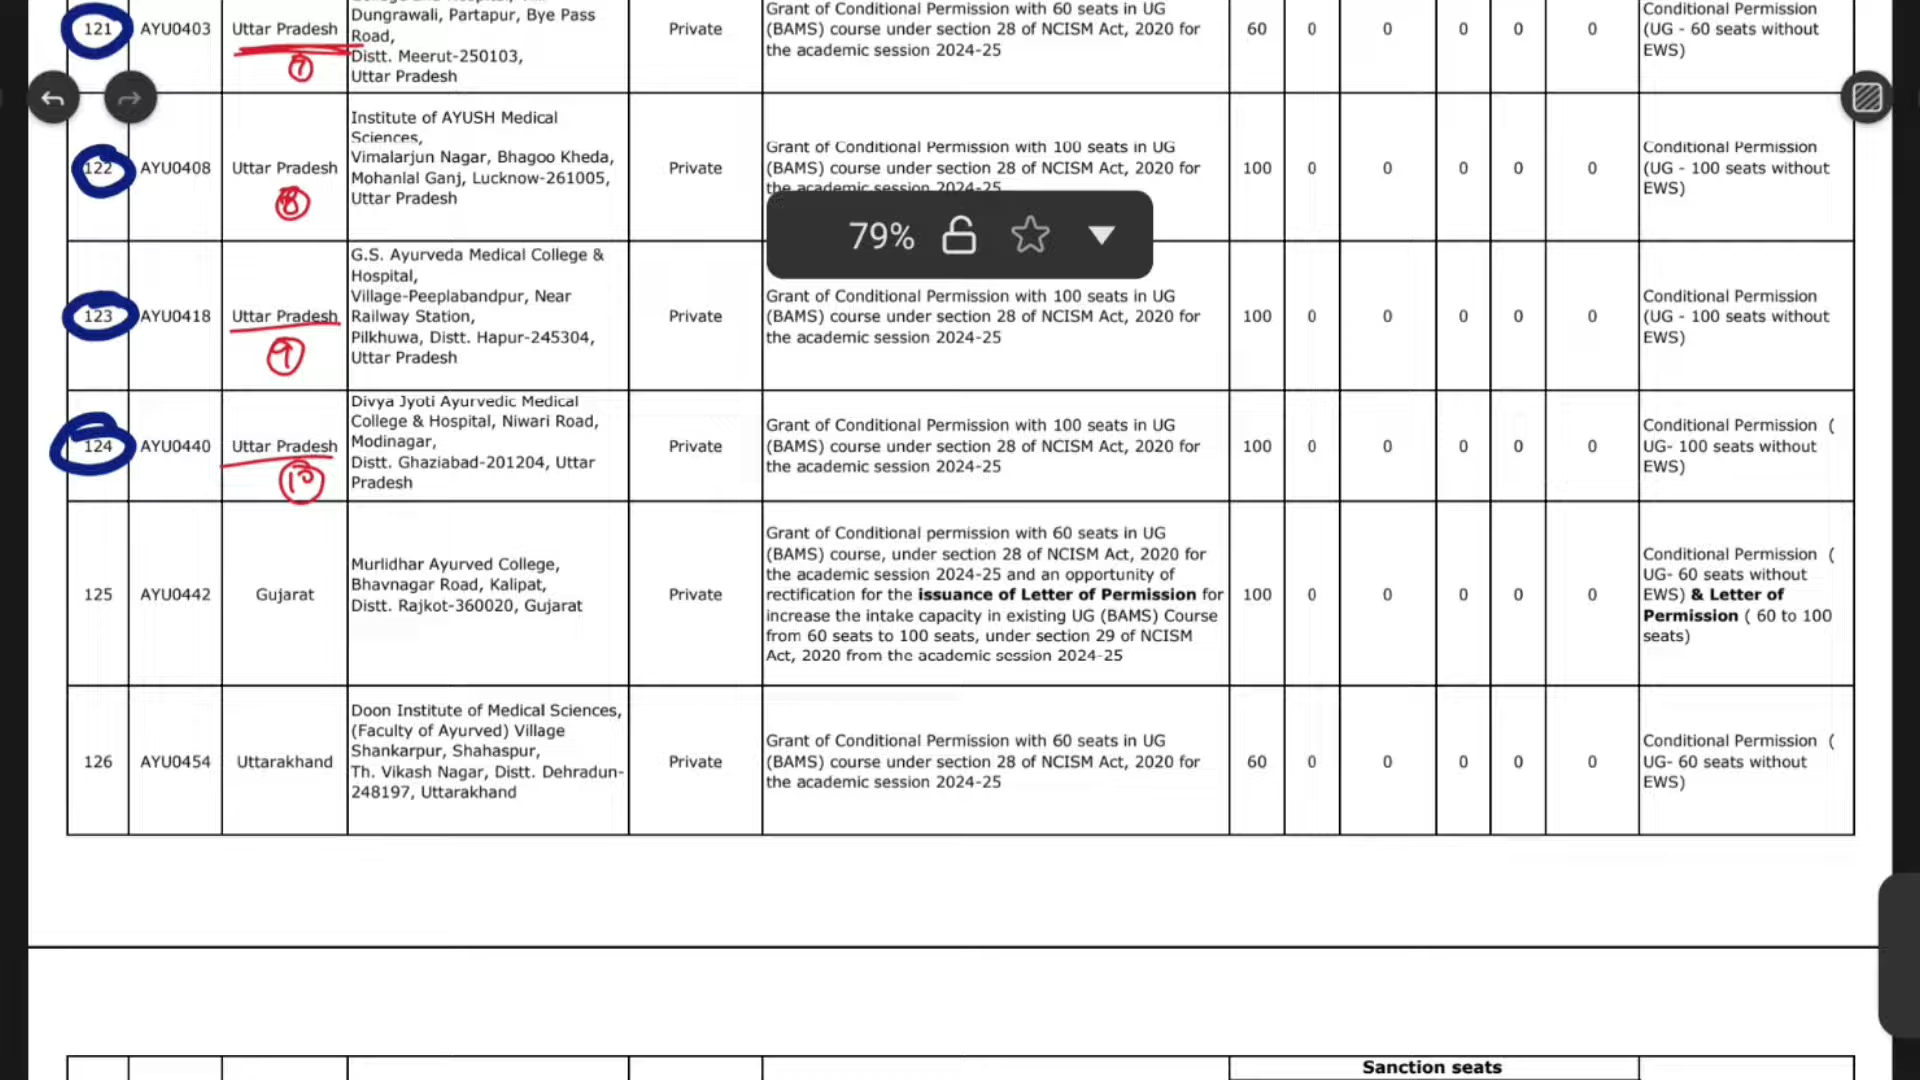 121
AYU0403
Uttar Pradesh
7
Dungrawali, Partapur, Bye Pass
Road,
Distt. Meerut-250103,
Uttar Pradesh
Private
Grant of Conditional Permission with 60 seats in UG
(BAMS) course under section 28 of NCISM Act, 2020 for
the academic session 2024-25
60
0
0
0
0
0
Conditional Permission
(UG - 60 seats without
EWS)
122
AYU0408
Uttar Pradesh
8
Institute of AYUSH Medical
Sciences,
Vimalarjun Nagar, Bhagoo Kheda,
Mohanlal Ganj, Lucknow-261005,
Uttar Pradesh
Private
Grant of Conditional Permission with 100 seats in UG
(BAMS) course under section 28 of NCISM Act, 2020 for
the academic session 2024-25
100
0
0
0
0
0
Conditional Permission
(UG - 100 seats without
EWS)
79%
123
AYU0418
Uttar Pradesh
9
G.S. Ayurveda Medical College &
Hospital,
Village-Peeplabandpur, Near
Railway Station,
Pilkhuwa, Distt. Hapur-245304,
Uttar Pradesh
Private
Grant of Conditional Permission with 100 seats in UG
(BAMS) course under section 28 of NCISM Act, 2020 for
the academic session 2024-25
100
0
0
0
0
0
Conditional Permission
(UG - 100 seats without
EWS)
124
AYU0440
Uttar Pradesh
10
Divya Jyoti Ayurvedic Medical
College & Hospital, Niwari Road,
Modinagar,
Distt. Ghaziabad-201204, Uttar
Pradesh
Private
Grant of Conditional Permission with 100 seats in UG
(BAMS) course under section 28 of NCISM Act, 2020 for
the academic session 2024-25
100
0
0
0
0
0
Conditional Permission (
UG- 100 seats without
EWS)
125
AYU0442
Gujarat
Murlidhar Ayurved College,
Bhavnagar Road, Kalipat,
Distt. Rajkot-360020, Gujarat
Private
Grant of Conditional permission with 60 seats in UG
(BAMS) course, under section 28 of NCISM Act, 2020 for
the academic session 2024-25 and an opportunity of
rectification for the issuance of Letter of Permission for
increase the intake capacity in existing UG (BAMS) Course
from 60 seats to 100 seats, under section 29 of NCISM
Act, 2020 from the academic session 2024-25
100
0
0
0
0
0
Conditional Permission (
UG- 60 seats without
EWS) & Letter of
Permission ( 60 to 100
seats)
126
AYU0454
Uttarakhand
Doon Institute of Medical Sciences,
(Faculty of Ayurved) Village
Shankarpur, Shahaspur,
Th. Vikash Nagar, Distt. Dehradun-
248197, Uttarakhand
Private
Grant of Conditional Permission with 60 seats in UG
(BAMS) course under section 28 of NCISM Act, 2020 for
the academic session 2024-25
60
0
0
0
0
0
Conditional Permission (
UG- 60 seats without
EWS)
Sanction seats